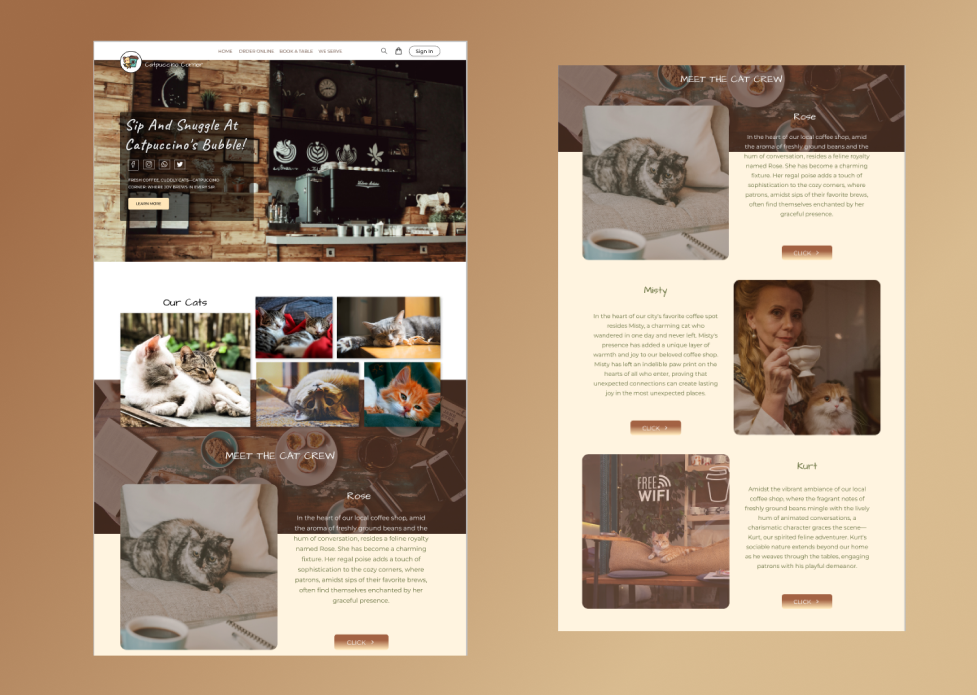 HOME ORDER ONLINE BOOK A TABLE WE SERVE Sign In
Catpuccino Corner
Sip And Snuggle At
Catpuccino's Bubble!
FRESH COFFEE, CUDDLY CATS—CATPUCCINO
CORNER: WHERE JOY BREWS IN EVERY SIP.
LEARN MORE
Our Cats
MEET THE CAT CREW
Rose
In the heart of our local coffee shop, amid
the aroma of freshly ground beans and the
hum of conversation, resides a feline royalty
named Rose. She has become a charming
fixture. Her regal poise adds a touch of
sophistication to the cozy corners, where
patrons, amidst sips of their favorite brews,
often find themselves enchanted by her
graceful presence.
CLICK >
MEET THE CAT CREW
Rose
In the heart of our local coffee shop, amid
the aroma of freshly ground beans and the
hum of conversation, resides a feline royalty
named Rose. She has become a charming
fixture. Her regal poise adds a touch of
sophistication to the cozy corners, where
patrons, amidst sips of their favorite brews,
often find themselves enchanted by her
graceful presence.
CLICK >
Misty
In the heart of our city's favorite coffee spot
resides Misty, a charming cat who
wandered in one day and never left. Misty's
presence has added a unique layer of
warmth and joy to our beloved coffee shop.
Misty has left an indelible paw print on the
hearts of all who enter, proving that
unexpected connections can create lasting
joy in the most unexpected places.
CLICK >
FREE
WIFI
Kurt
Amidst the vibrant ambiance of our local
coffee shop, where the fragrant notes of
freshly ground beans mingle with the lively
hum of animated conversations, a
charismatic character graces the scene—
Kurt, our spirited feline adventurer. Kurt's
sociable nature extends beyond our home
as he weaves through the tables, engaging
patrons with his playful demeanor.
CLICK >